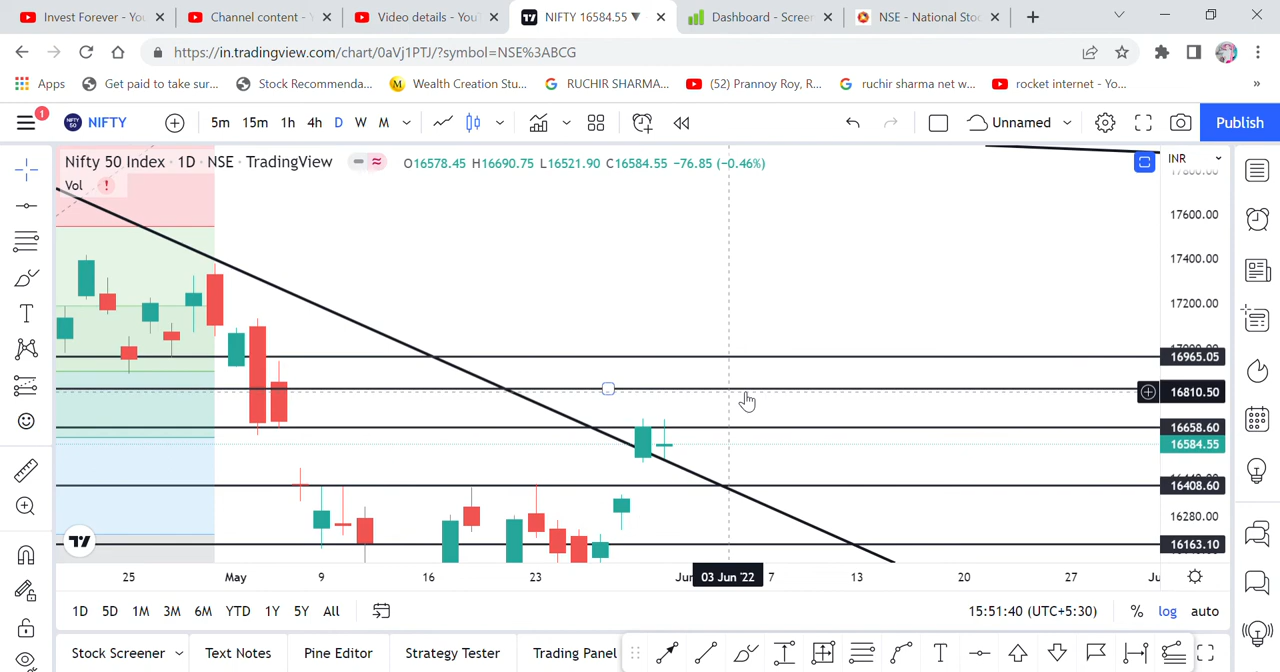 Invest Forever - You
Channel content - 
Video details - You
NIFTY 16584.55 ▼
Dashboard - Screen
NSE - National Stoc
https://in.tradingview.com/chart/0aVj1PTJ/?symbol=NSE%3ABCG
Apps
Get paid to take sur...
Stock Recommenda...
Wealth Creation Stu...
RUCHIR SHARMA...
(52) Prannoy Roy, R...
ruchir sharma net w...
rocket internet - Yo...
»
1
NIFTY
5m 15m 1h 4h D W M
Unnamed
Publish
Nifty 50 Index • 1D • NSE • TradingView
O16578.45 H16690.75 L16521.90 C16584.55 −76.85 (−0.46%)
INR
Vol
17600.00
17400.00
17200.00
16965.05
16810.50
16658.60
16584.55
16408.60
16280.00
16163.10
25 May 9 16 23 Jun 03 Jun '22 7 13 20 27 Ju
1D 5D 1M 3M 6M YTD 1Y 5Y All
15:51:40 (UTC+5:30)
% log auto
Stock Screener
Text Notes
Pine Editor
Strategy Tester
Trading Panel